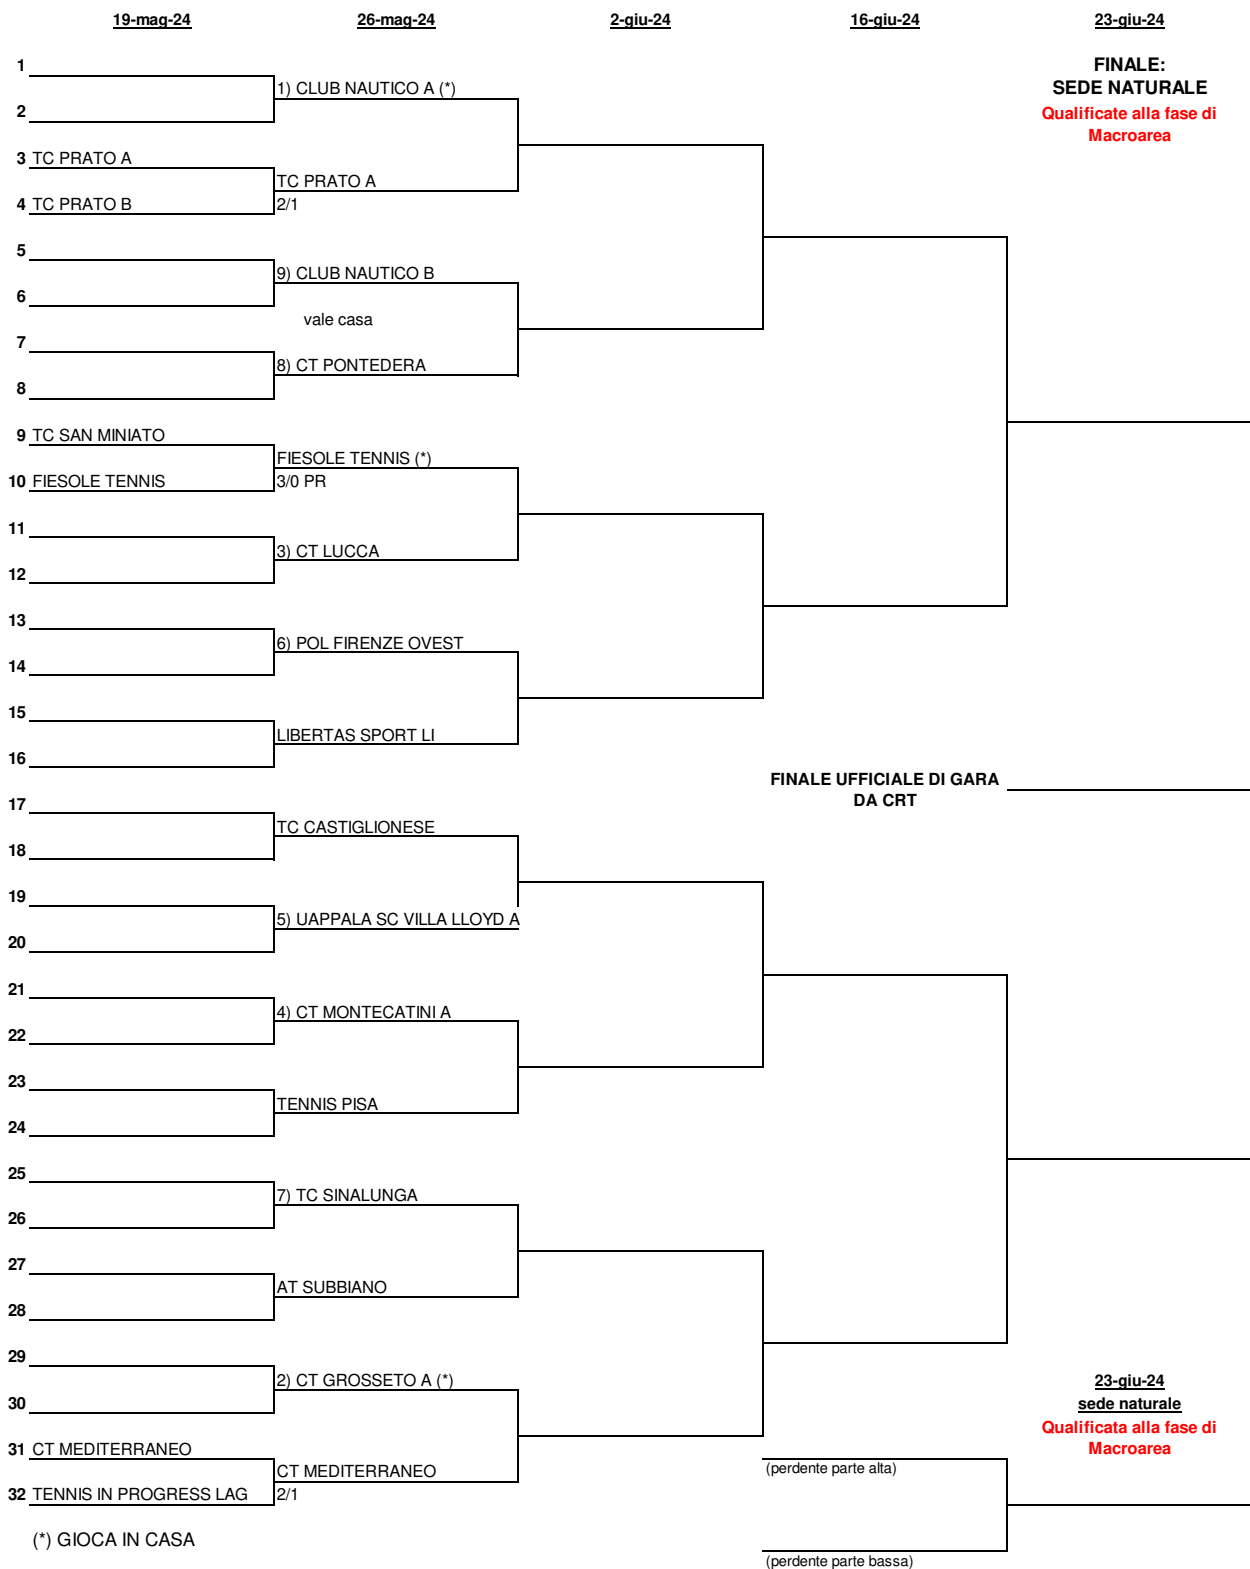 19-mag-24 26-mag-24 2-giu-24 16-giu-24 23-giu-24
1
FINALE:
SEDE NATURALE
1) CLUB NAUTICO A (*)
2
Qualificate alla fase di
Macroarea
3 TC PRATO A
TC PRATO A
4 TC PRATO B
2/1
5
9) CLUB NAUTICO B
6
vale casa
7
8) CT PONTEDERA
8
9 TC SAN MINIATO
FIESOLE TENNIS (*)
10 FIESOLE TENNIS
3/0 PR
11
3) CT LUCCA
12
13
6) POL FIRENZE OVEST
14
15
LIBERTAS SPORT LI
16
FINALE UFFICIALE DI GARA
DA CRT
17
TC CASTIGLIONESE
18
19
5) UAPPALA SC VILLA LLOYD A
20
21
4) CT MONTECATINI A
22
23
TENNIS PISA
24
25
7) TC SINALUNGA
26
27
AT SUBBIANO
28
29
2) CT GROSSETO A (*)
30
23-giu-24
sede naturale
Qualificata alla fase di
Macroarea
31 CT MEDITERRANEO
CT MEDITERRANEO
32 TENNIS IN PROGRESS LAG
2/1
(perdente parte alta)
(*) GIOCA IN CASA
(perdente parte bassa)